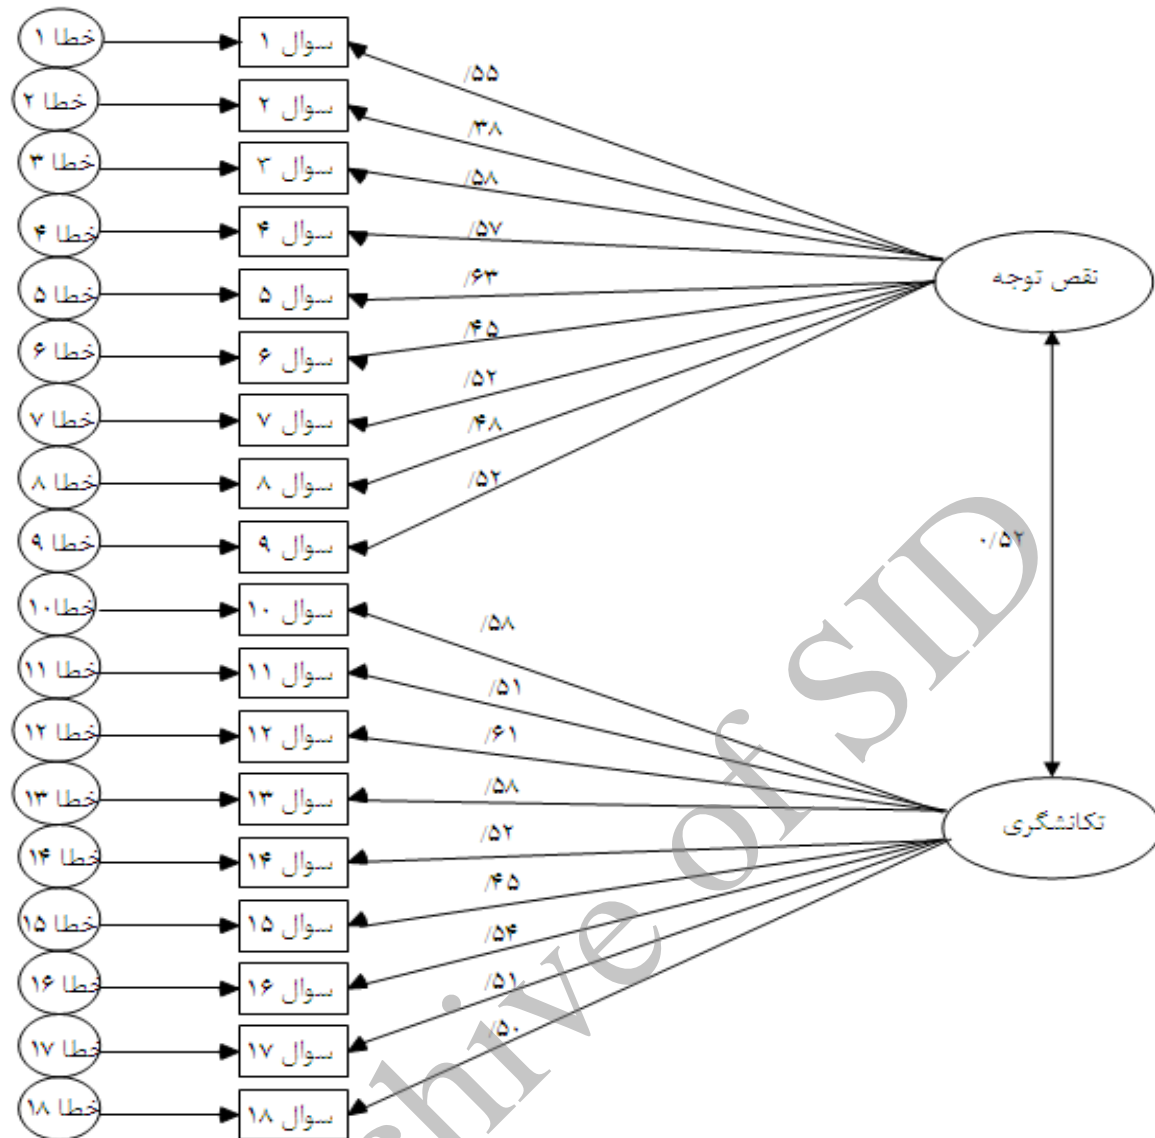 خطا ۱
سوال ۱
/۵۵
خطا ۲
سوال ۲
/۳۸
خطا ۳
سوال ۳
/۵۸
خطا ۴
سوال ۴
/۵۷
خطا ۵
سوال ۵
/۶۳
خطا ۶
سوال ۶
/۴۵
خطا ۷
سوال ۷
/۵۲
خطا ۸
سوال ۸
/۴۸
خطا ۹
سوال ۹
/۵۲
نقص توجه
۰/۵۲
خطا۱۰
سوال ۱۰
/۵۸
خطا ۱۱
سوال ۱۱
/۵۱
خطا ۱۲
سوال ۱۲
/۶۱
خطا ۱۳
سوال ۱۳
/۵۸
خطا ۱۴
سوال ۱۴
/۵۲
خطا ۱۵
سوال ۱۵
/۴۵
خطا ۱۶
سوال ۱۶
/۵۴
خطا ۱۷
سوال ۱۷
/۵۱
خطا ۱۸
سوال ۱۸
/۵۰
تکانشگری
hive of SID